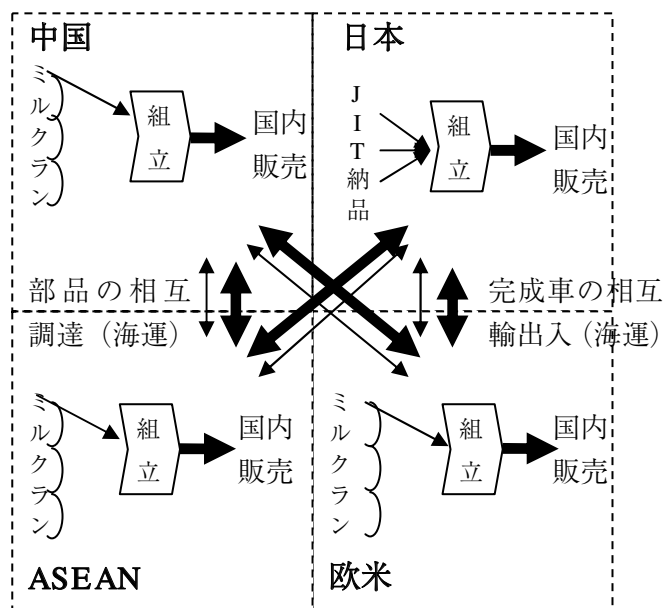 中国
ミルクラン
組立
国内
販売
日本
JIT納品
組立
国内
販売
部品の相互
調達（海運）
完成車の相互
輸出入（海運）
ミルクラン
組立
国内
販売
ASEAN
ミルクラン
組立
国内
販売
欧米